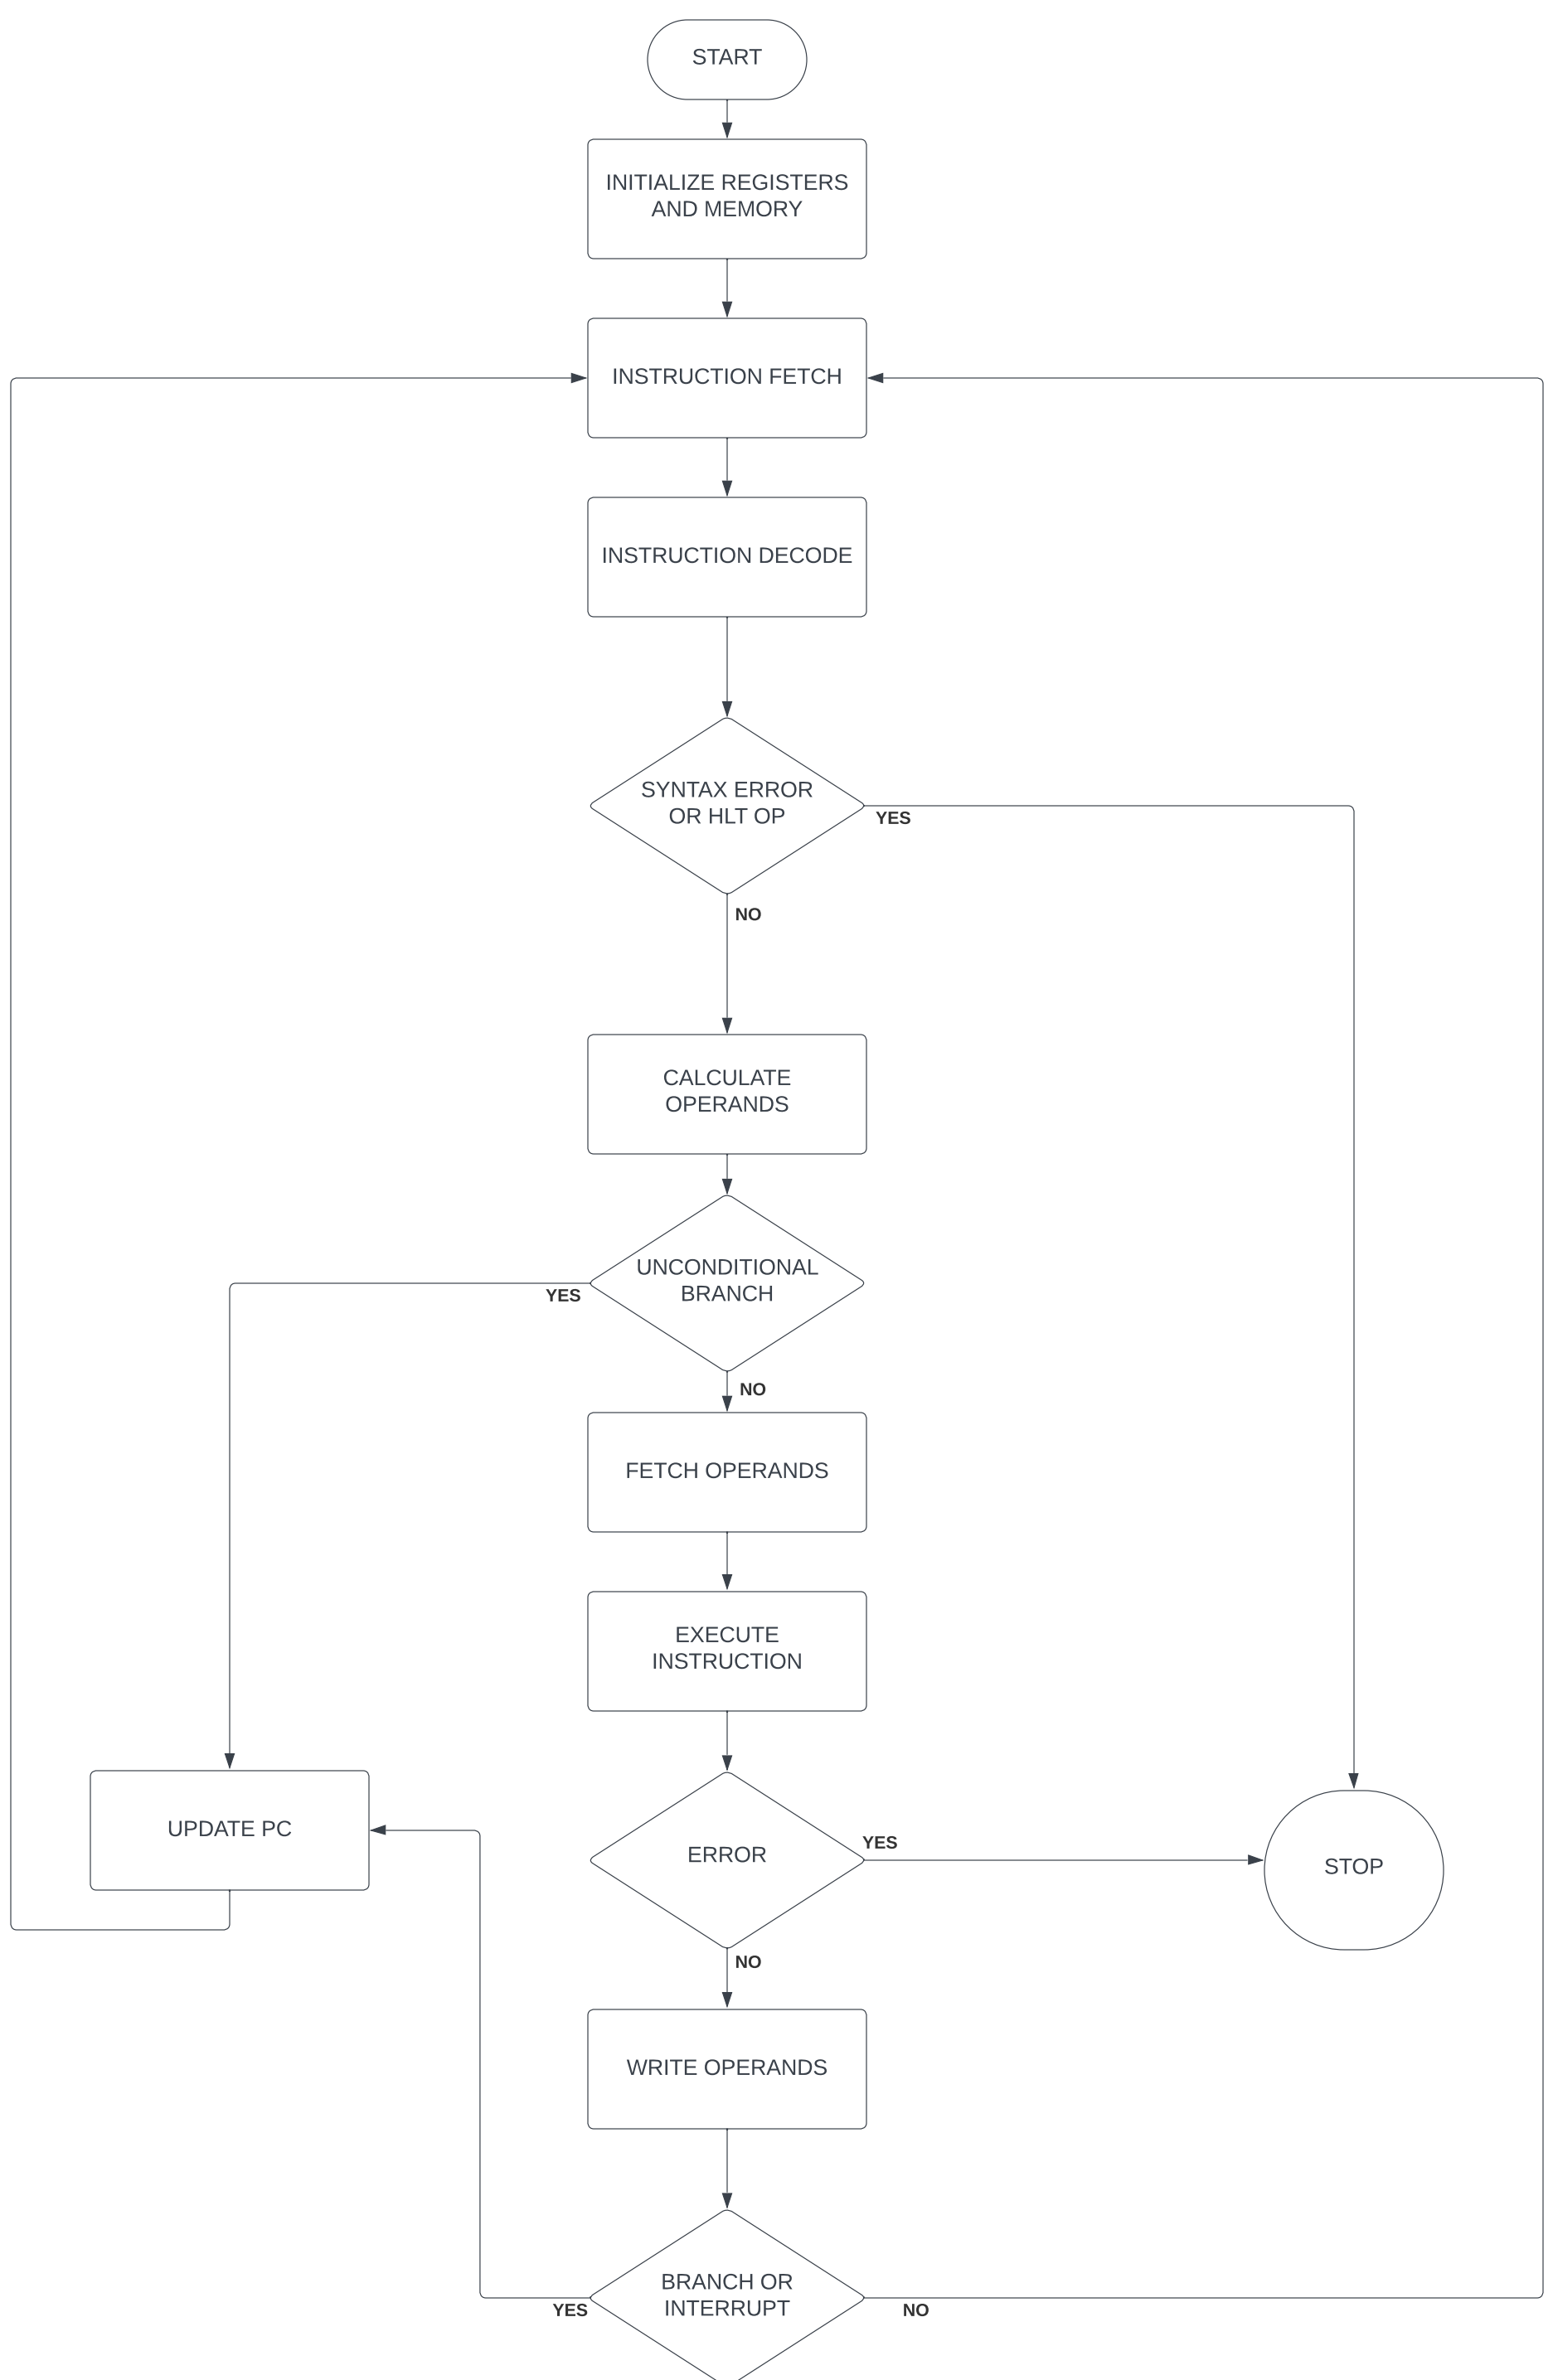 START
INITIALIZE REGISTERS
AND MEMORY
INSTRUCTION FETCH
INSTRUCTION DECODE
SYNTAX ERROR
OR HLT OP
YES
NO
CALCULATE
OPERANDS
UNCONDITIONAL
BRANCH
YES
NO
FETCH OPERANDS
EXECUTE
INSTRUCTION
UPDATE PC
ERROR
YES
STOP
NO
WRITE OPERANDS
BRANCH OR
INTERRUPT
YES
NO